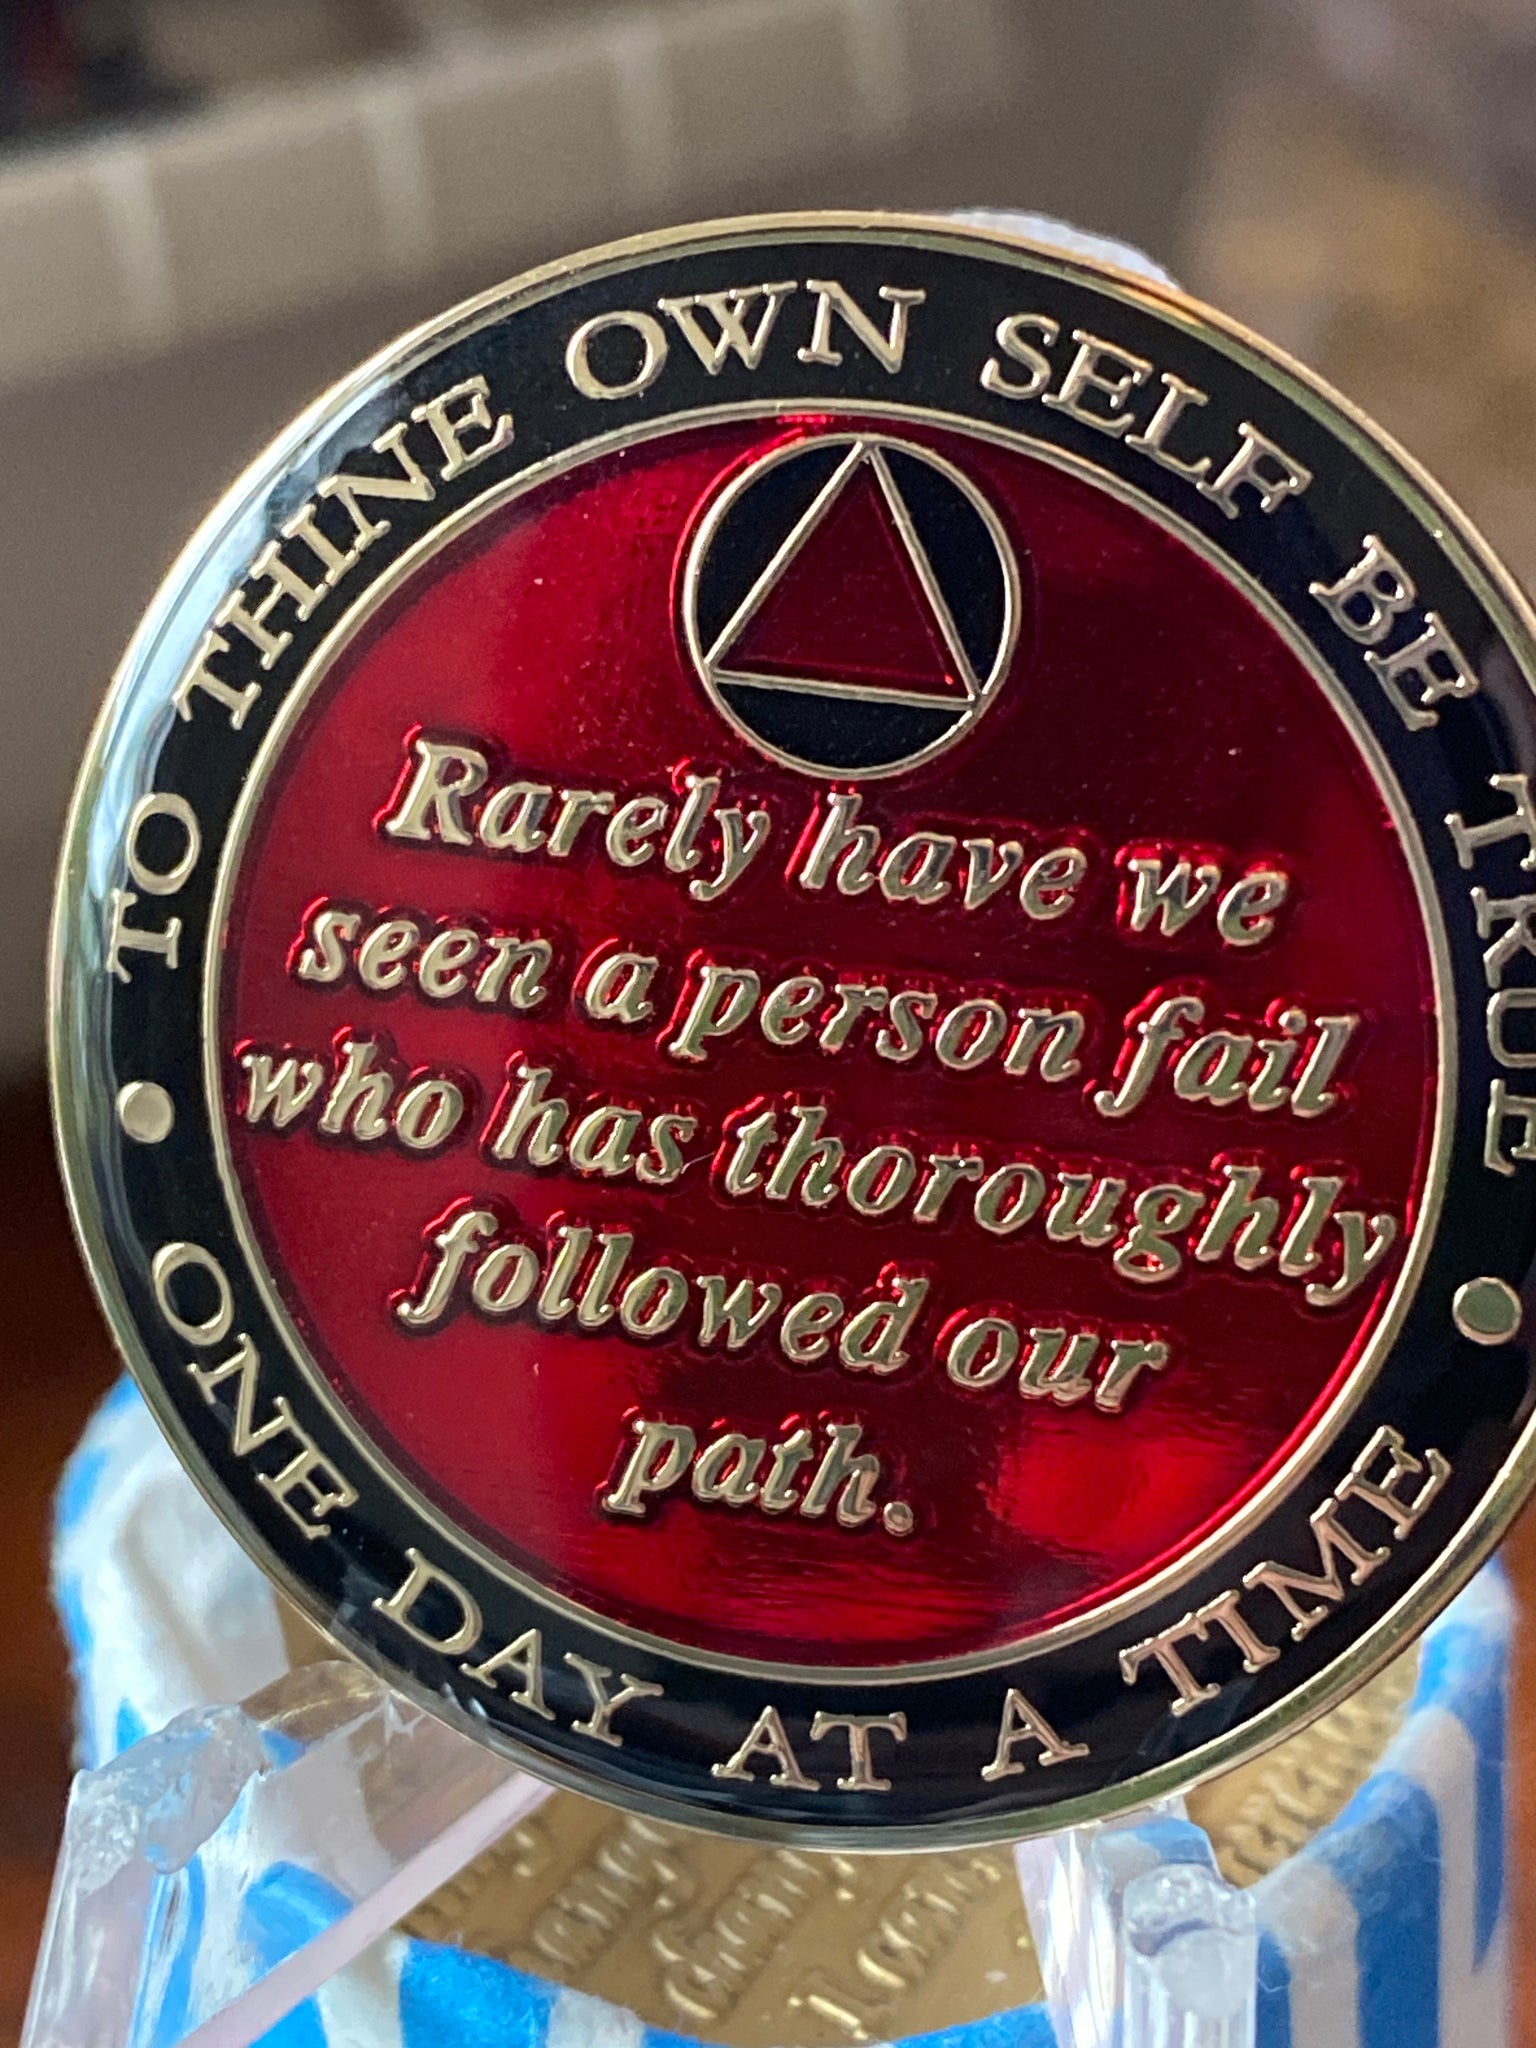 TO THINE OWN SELF BE TRUE
Rarely have we
seen a person fail
who has thoroughly
followed our
path.
ONE DAY AT A TIME